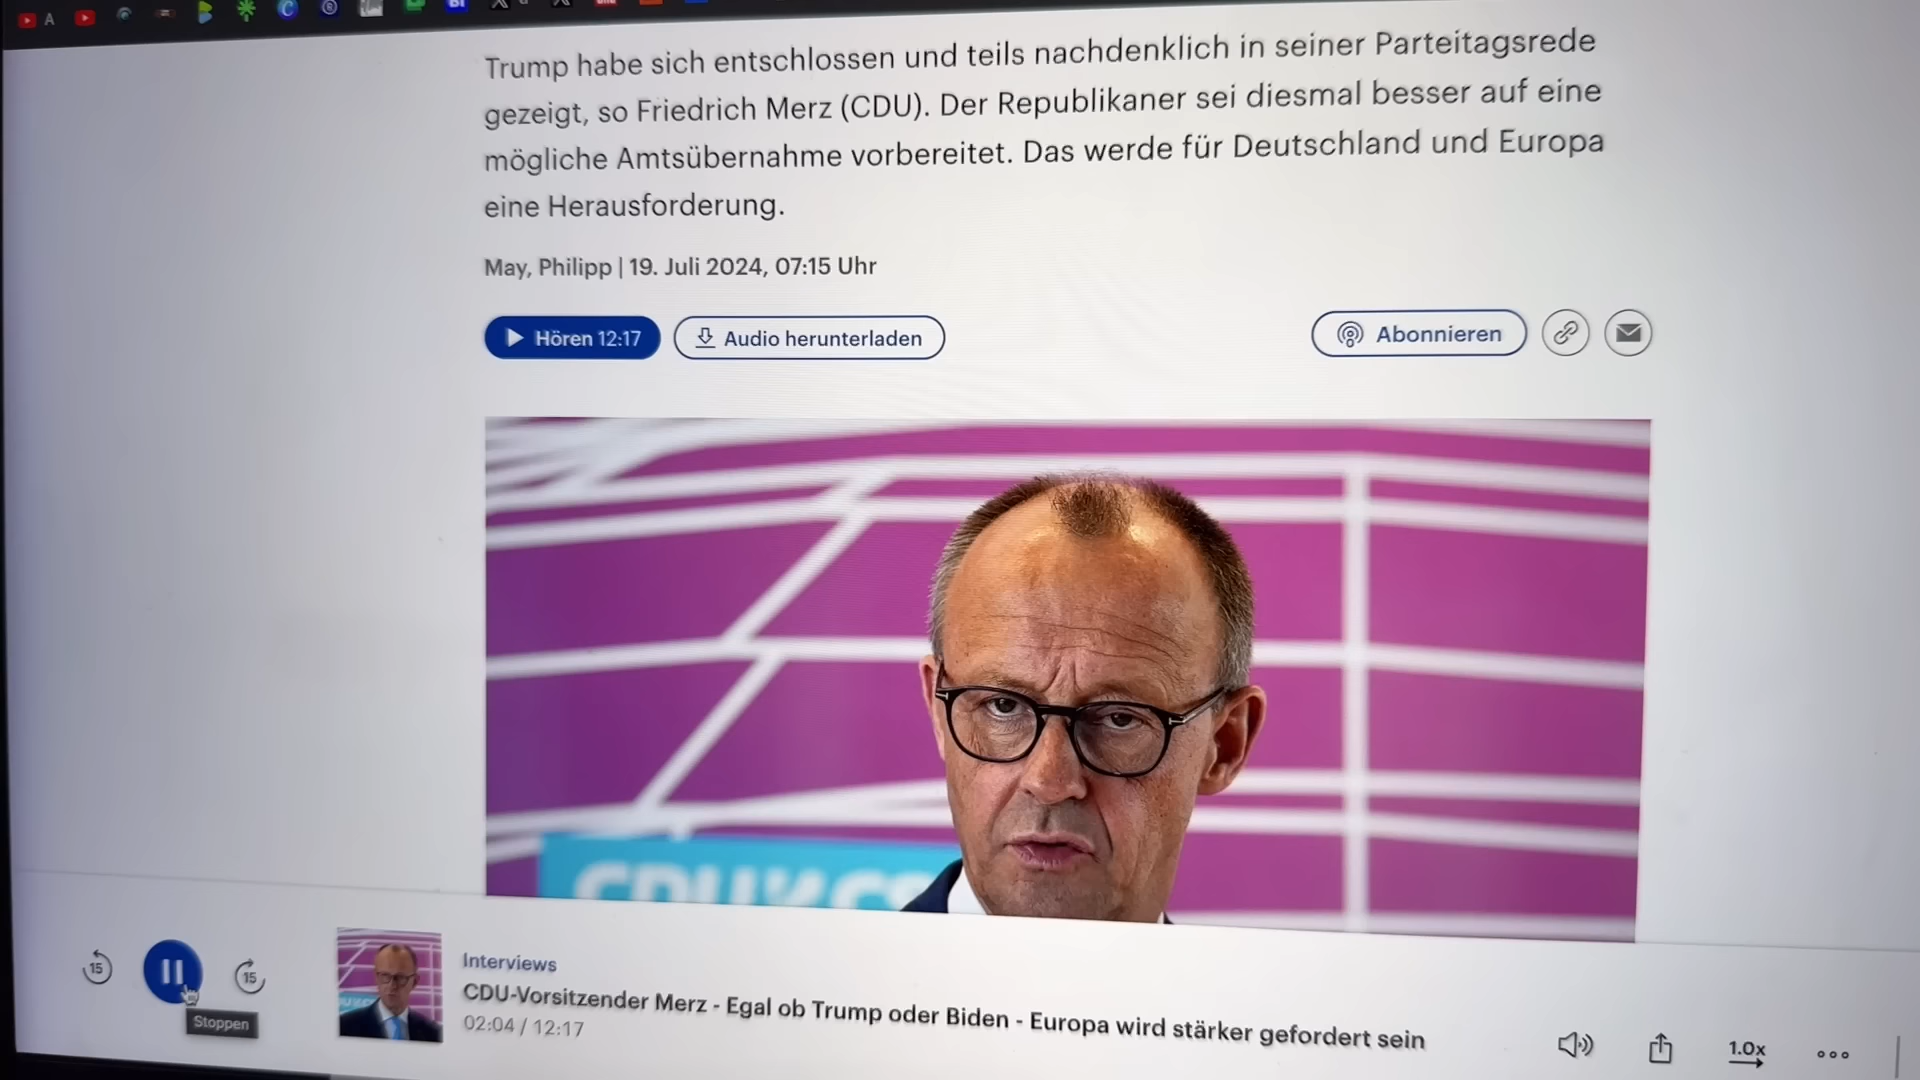 A
Trump habe sich entschlossen und teils nachdenklich in seiner Parteitagsrede
gezeigt, so Friedrich Merz (CDU). Der Republikaner sei diesmal besser auf eine
mögliche Amtsübernahme vorbereitet. Das werde für Deutschland und Europa
eine Herausforderung.
May, Philipp | 19. Juli 2024, 07:15 Uhr
Hören 12:17
Audio herunterladen
Abonnieren
15
15
Stoppen
Interviews
CDU-Vorsitzender Merz - Egal ob Trump oder Biden - Europa wird stärker gefordert sein
02:04 / 12:17
1.0x